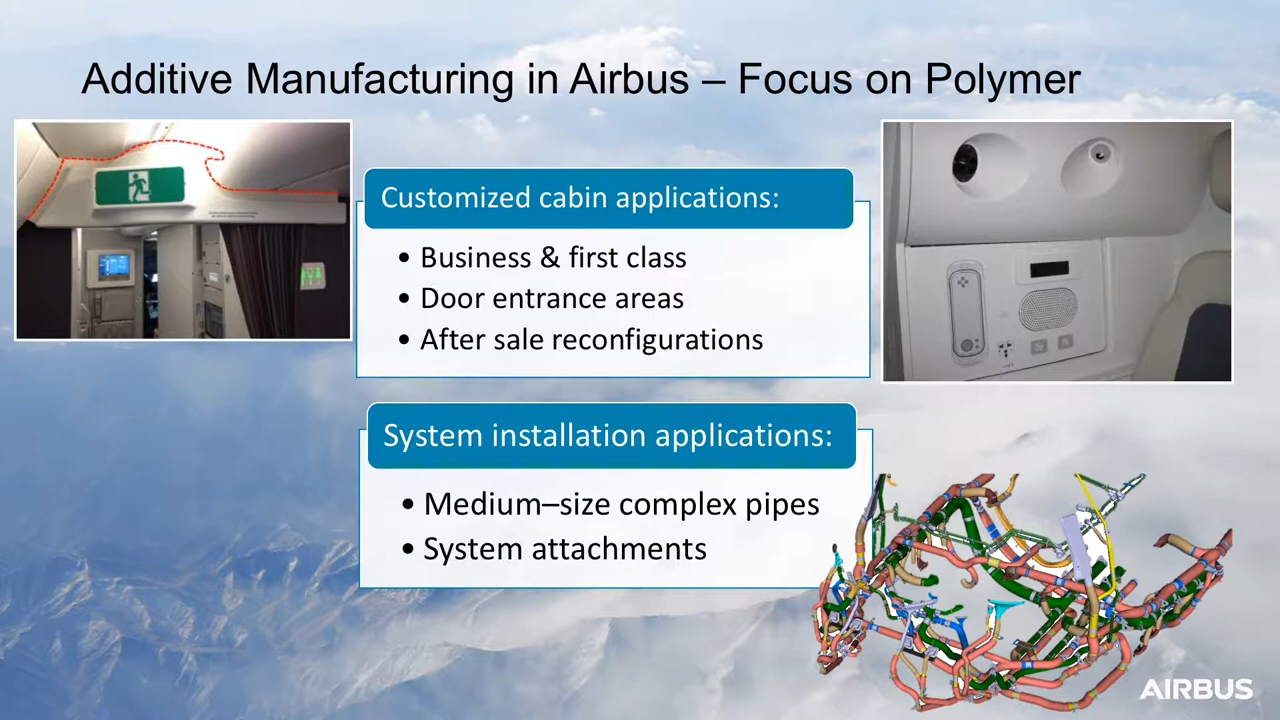 Additive Manufacturing in Airbus – Focus on Polymer
Customized cabin applications:
• Business & first class
• Door entrance areas
• After sale reconfigurations
System installation applications:
• Medium–size complex pipes
• System attachments
AIRBUS